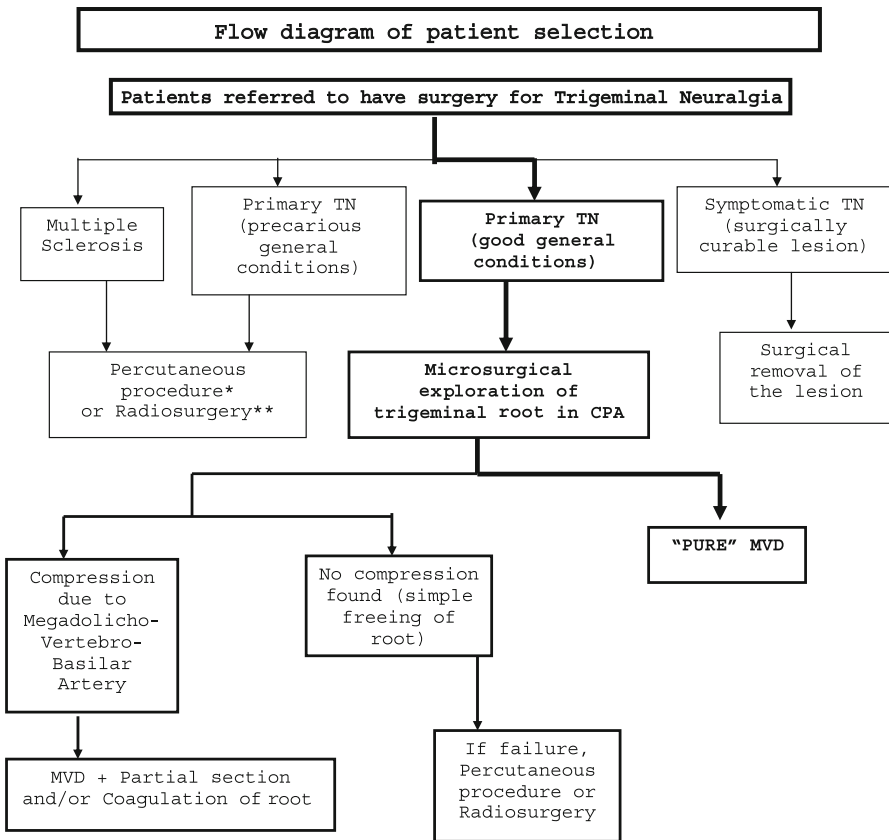 Flow diagram of patient selection
Patients referred to have surgery for Trigeminal Neuralgia
Multiple
Sclerosis
Primary TN
(precarious
general
conditions)
Primary TN
(good general
conditions)
Symptomatic TN
(surgically
curable lesion)
Percutaneous
procedure*
or Radiosurgery**
Microsurgical
exploration of
trigeminal root in CPA
Surgical
removal of
the lesion
Compression
due to
Megadolicho-
Vertebro-
Basilar
Artery
No compression
found (simple
freeing of
root)
“PURE” MVD
MVD + Partial section
and/or Coagulation of root
If failure,
Percutaneous
procedure or
Radiosurgery